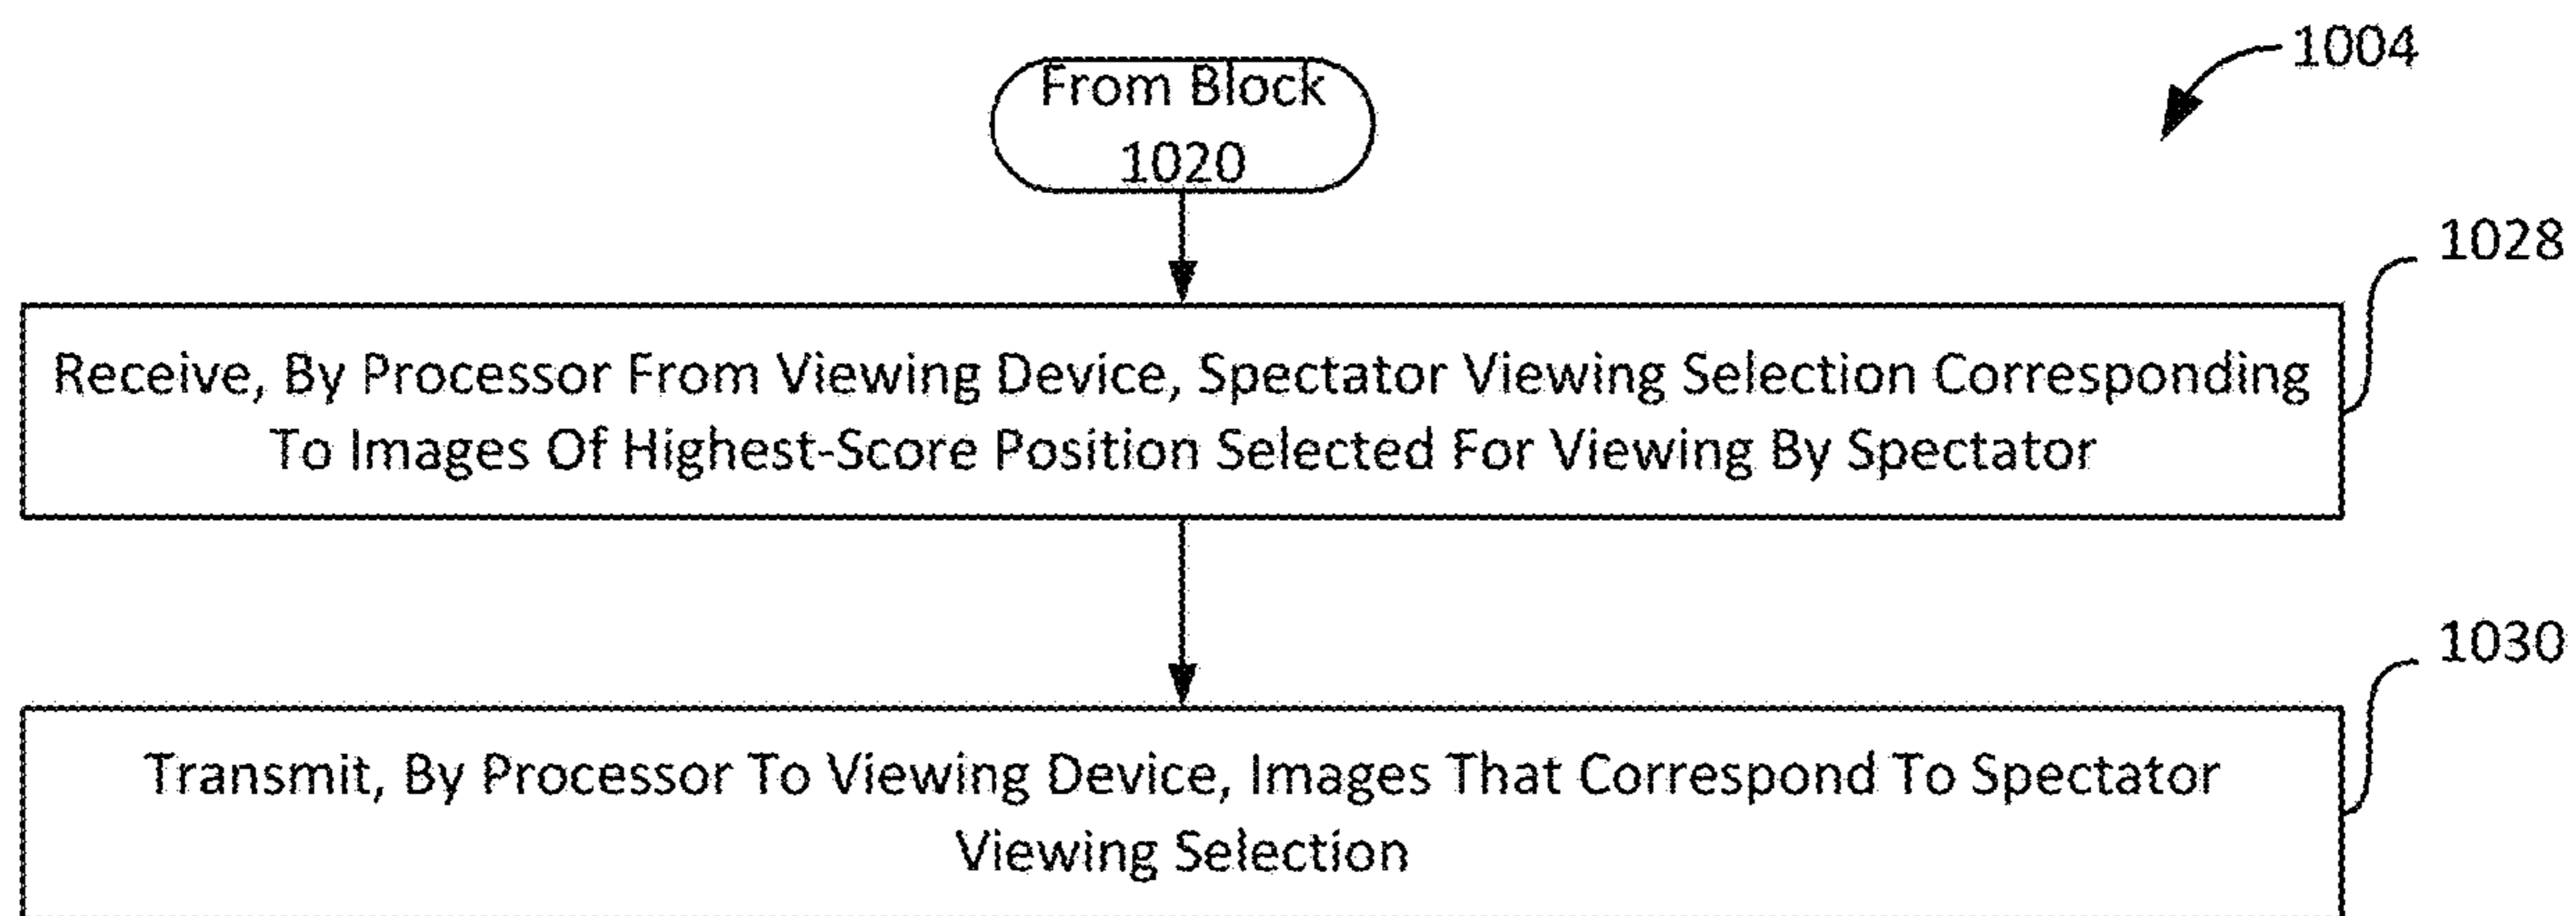 1004
From Block
1020
1028
Receive, By Processor From Viewing Device, Spectator Viewing Selection Corresponding
To Images Of Highest-Score Position Selected For Viewing By Spectator
1030
Transmit, By Processor To Viewing Device, Images That Correspond To Spectator
Viewing Selection